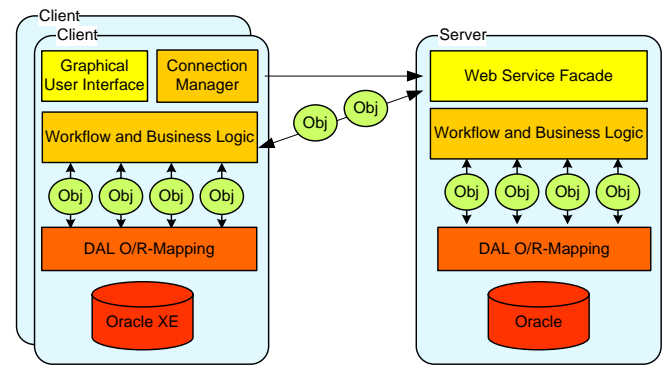 Client
Client
Graphical
User Interface
Connection
Manager
Workflow and Business Logic
Obj
Obj
Obj
Obj
DAL O/R-Mapping
Oracle XE
Obj
Obj
Server
Web Service Facade
Workflow and Business Logic
Obj
Obj
Obj
Obj
DAL O/R-Mapping
Oracle